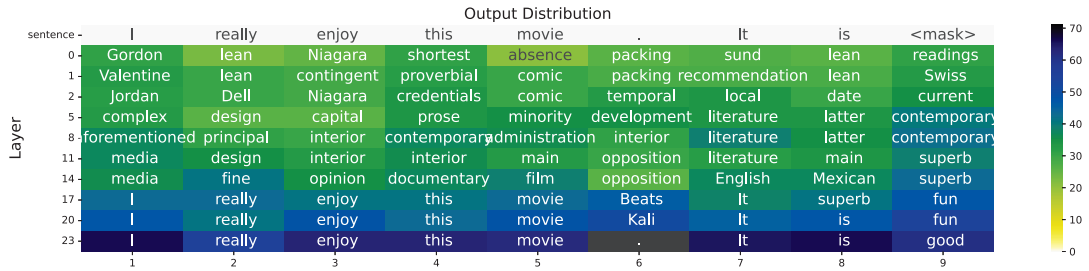 Output Distribution
sentence I really enjoy this movie . It is <mask>
0 Gordon lean Niagara shortest absence packing sund lean readings
1 Valentine lean contingent proverbial comic packing recommendation lean Swiss
2 Jordan Dell Niagara credentials comic temporal local date current
5 complex design capital prose minority development literature latter contemporary
8 forementioned principal interior contemporary administration interior literature latter contemporary
11 media design interior interior main opposition literature main superb
14 media fine opinion documentary film opposition English Mexican superb
17 I really enjoy this movie Beats It superb fun
20 I really enjoy this movie Kali It is fun
23 I really enjoy this movie . It is good
1 2 3 4 5 6 7 8 9
Layer
70
60
50
40
30
20
10
0